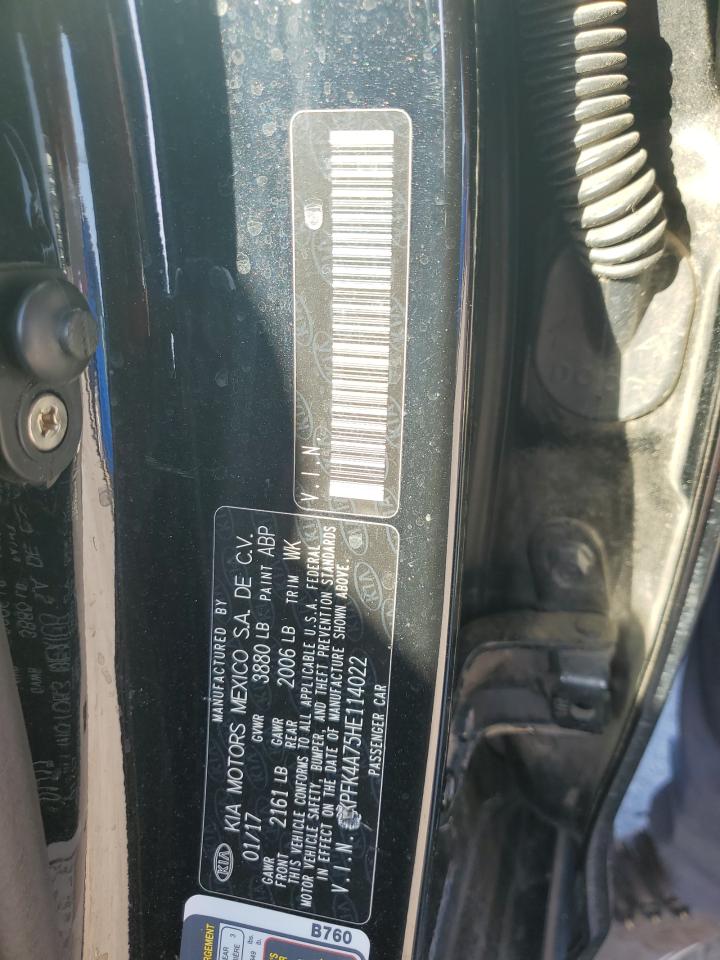 V.I.N.
KIA
MANUFACTURED BY
KIA MOTORS MEXICO S.A. DE C.V.
01/17 GVWR 3880 LB PAINT ABP
GAWR FRONT 2161 LB GAWR REAR 2006 LB TRIM WK
THIS VEHICLE CONFORMS TO ALL APPLICABLE U.S.A. FEDERAL
MOTOR VEHICLE SAFETY, BUMPER, AND THEFT PREVENTION STANDARDS
IN EFFECT ON THE DATE OF MANUFACTURE SHOWN ABOVE.
V.I.N. KPFK4A75HE114022
PASSENGER CAR
B760